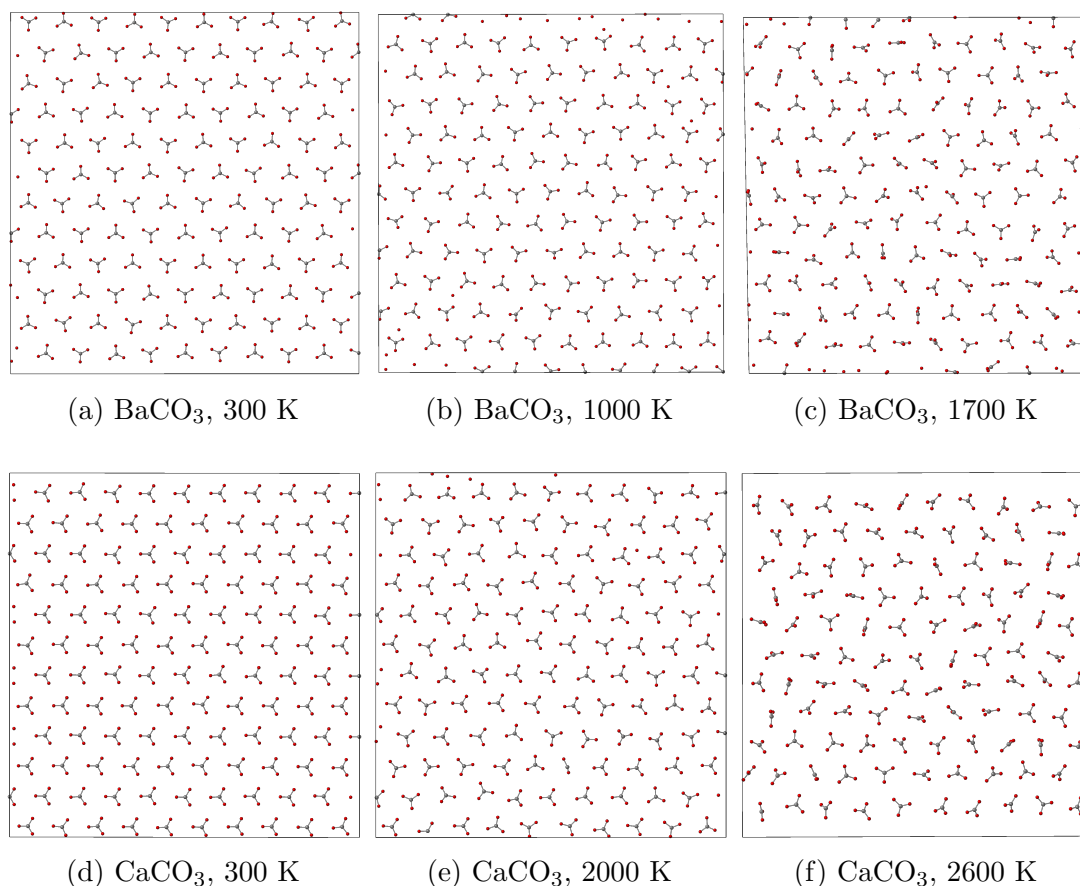 (a) BaCO₃, 300 K
(b) BaCO₃, 1000 K
(c) BaCO₃, 1700 K
(d) CaCO₃, 300 K
(e) CaCO₃, 2000 K
(f) CaCO₃, 2600 K